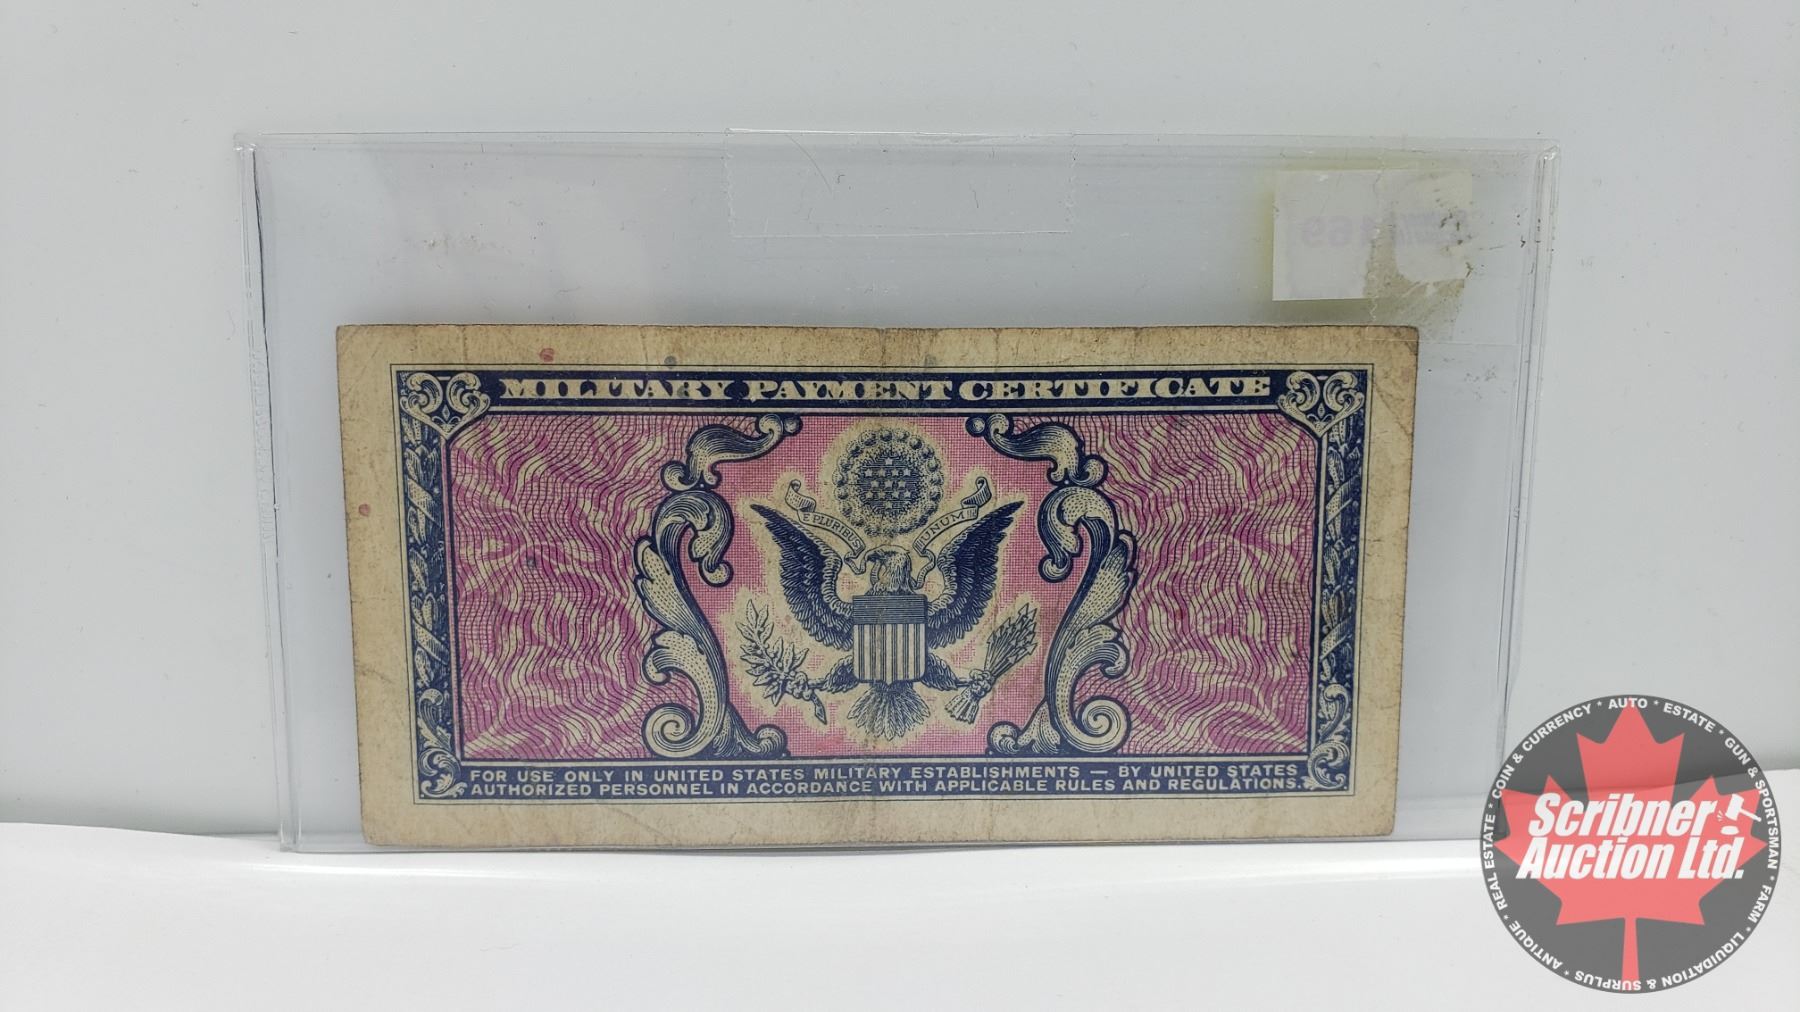 MILITARY PAYMENT CERTIFICATE
E PLURIBUS UNUM
FOR USE ONLY IN UNITED STATES MILITARY ESTABLISHMENTS — BY UNITED STATES
AUTHORIZED PERSONNEL IN ACCORDANCE WITH APPLICABLE RULES AND REGULATIONS.
Scribner
Auction Ltd.
REAL ESTATE * COIN & CURRENCY * AUTO * ESTATE * GUN & SPORTSMAN * FARM * LIQUIDATION & SURPLUS * ANTIQUE *